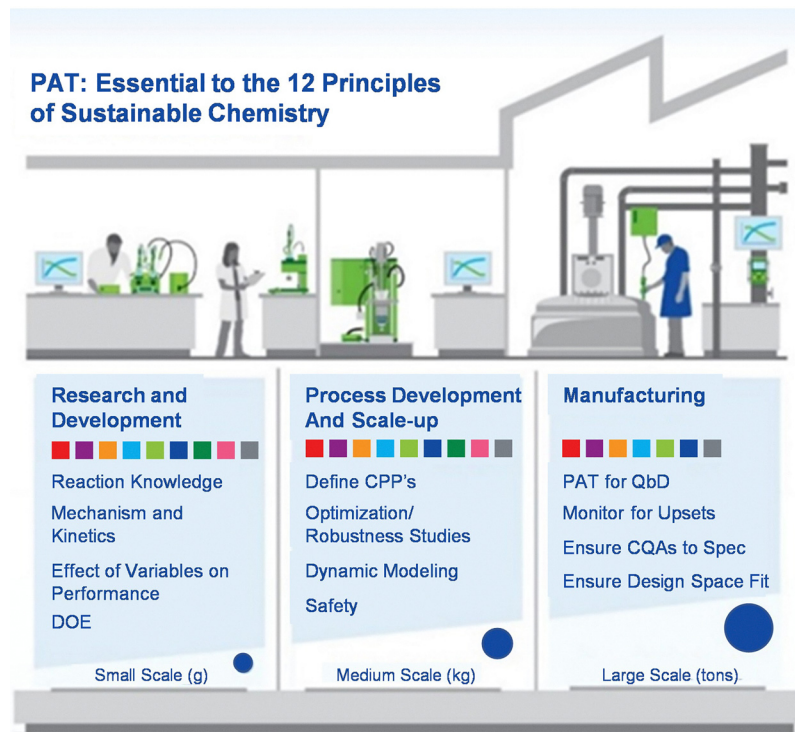 PAT: Essential to the 12 Principles
of Sustainable Chemistry
Research and
Development
Reaction Knowledge
Mechanism and
Kinetics
Effect of Variables on
Performance
DOE
Small Scale (g)
Process Development
And Scale-up
Define CPP's
Optimization/
Robustness Studies
Dynamic Modeling
Safety
Medium Scale (kg)
Manufacturing
PAT for QbD
Monitor for Upsets
Ensure CQAs to Spec
Ensure Design Space Fit
Large Scale (tons)